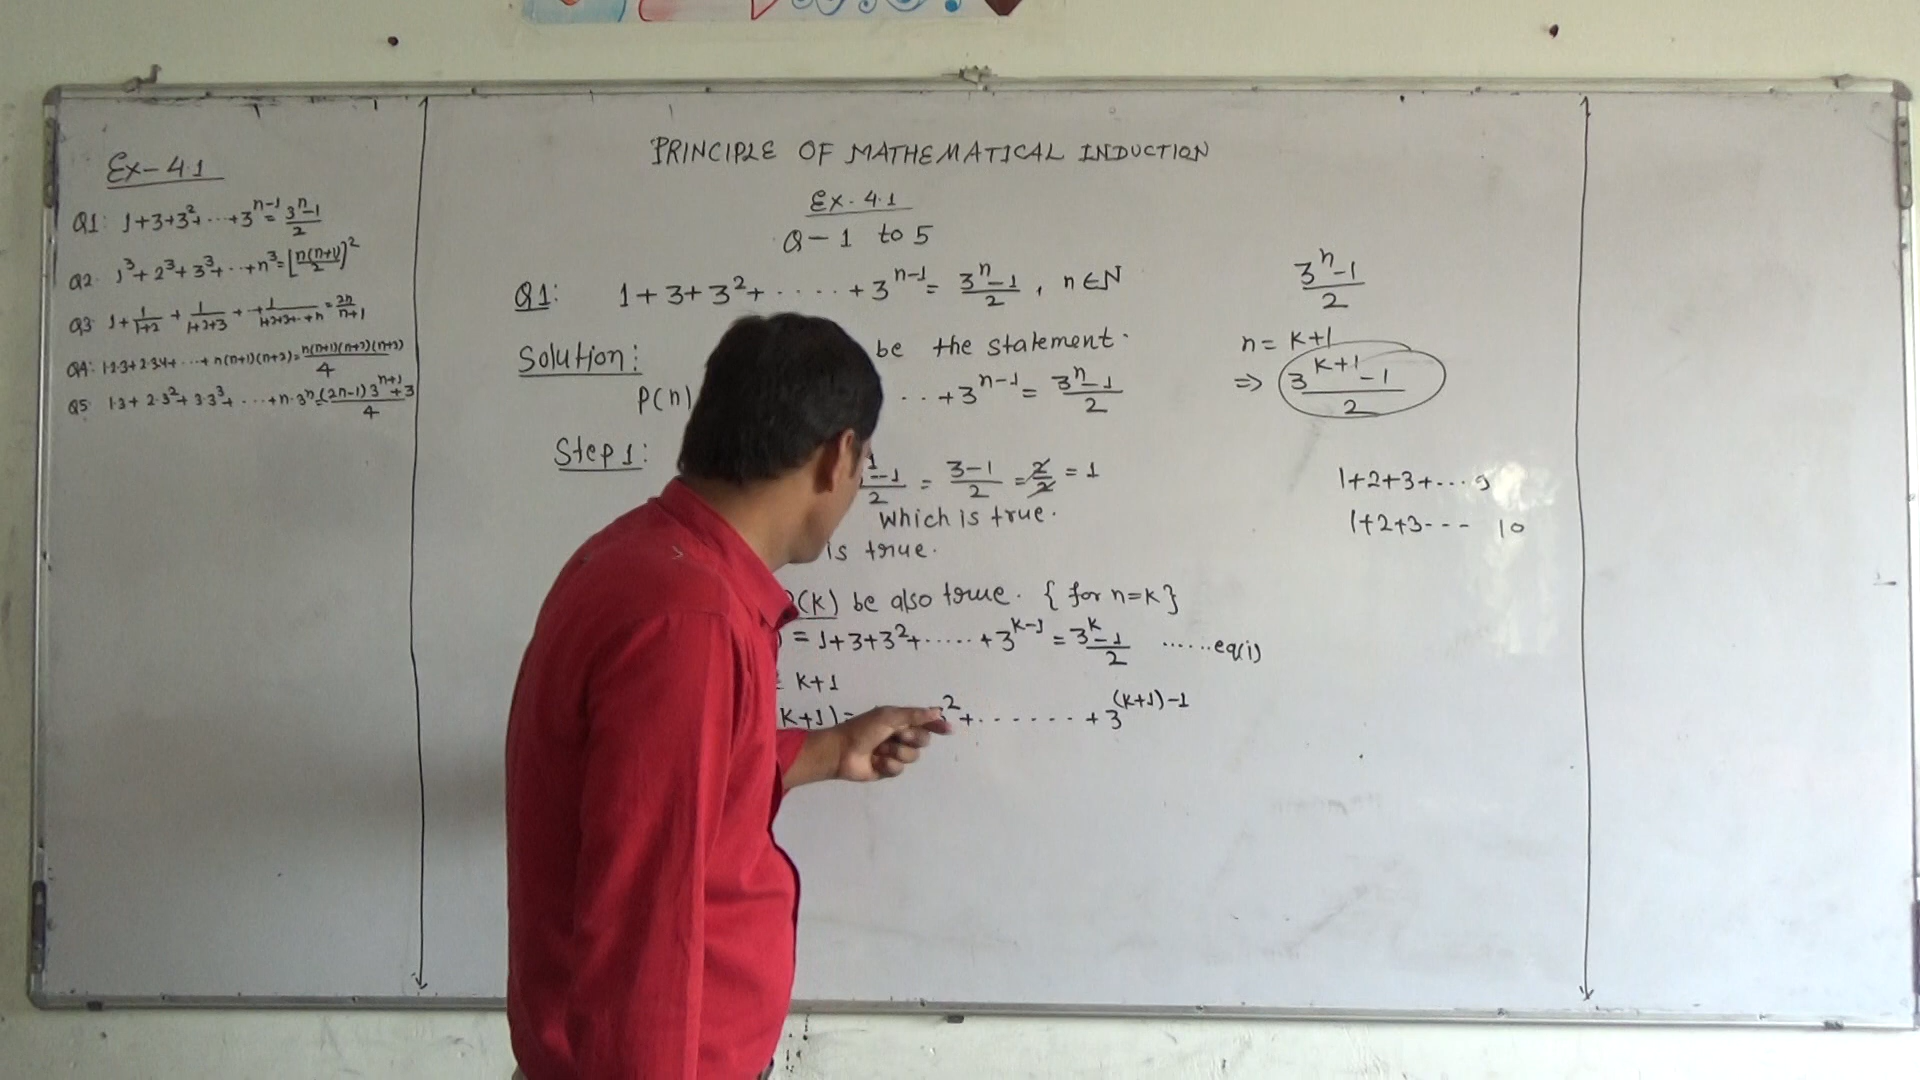 Ex-4.1
Q1: 1+3+3²+...+3ⁿ⁻¹= 3ⁿ-1/2
Q2. 1³+2³+3³+...+n³=[n(n+1)/2]²
Q3 1+1/1+2 + 1/1+2+3 +...+1/1+2+3+...+n = 2n/n+1
Q4: 1.2.3+2.3.4+...+n(n+1)(n+2)= n(n+1)(n+2)(n+3)/4
Q5 1.3+2.3²+3.3³+...+n.3ⁿ=(2n-1)3ⁿ⁺¹+3/4
PRINCIPLE OF MATHEMATICAL INDUCTION
Ex. 4.1
Q-1 to 5
Q1: 1+3+3²+.....+3ⁿ⁻¹= 3ⁿ-1/2, n∈N
Solution: be the statement.
P(n) ..+3ⁿ⁻¹= 3ⁿ-1/2
Step 1:
¹-1/2 = 3-1/2 = 2/2 = 1
which is true.
is true.
(K) be also true. {for n=K}
= 1+3+3²+.....+3ᴷ⁻¹ = 3ᴷ-1/2 ......eq(i)
K+1
K+1)= ²+.......+3⁽ᴷ⁺¹⁾⁻¹
3ⁿ-1/2
n= K+1
⇒ 3ᴷ⁺¹-1/2
1+2+3+...9
1+2+3--- 10